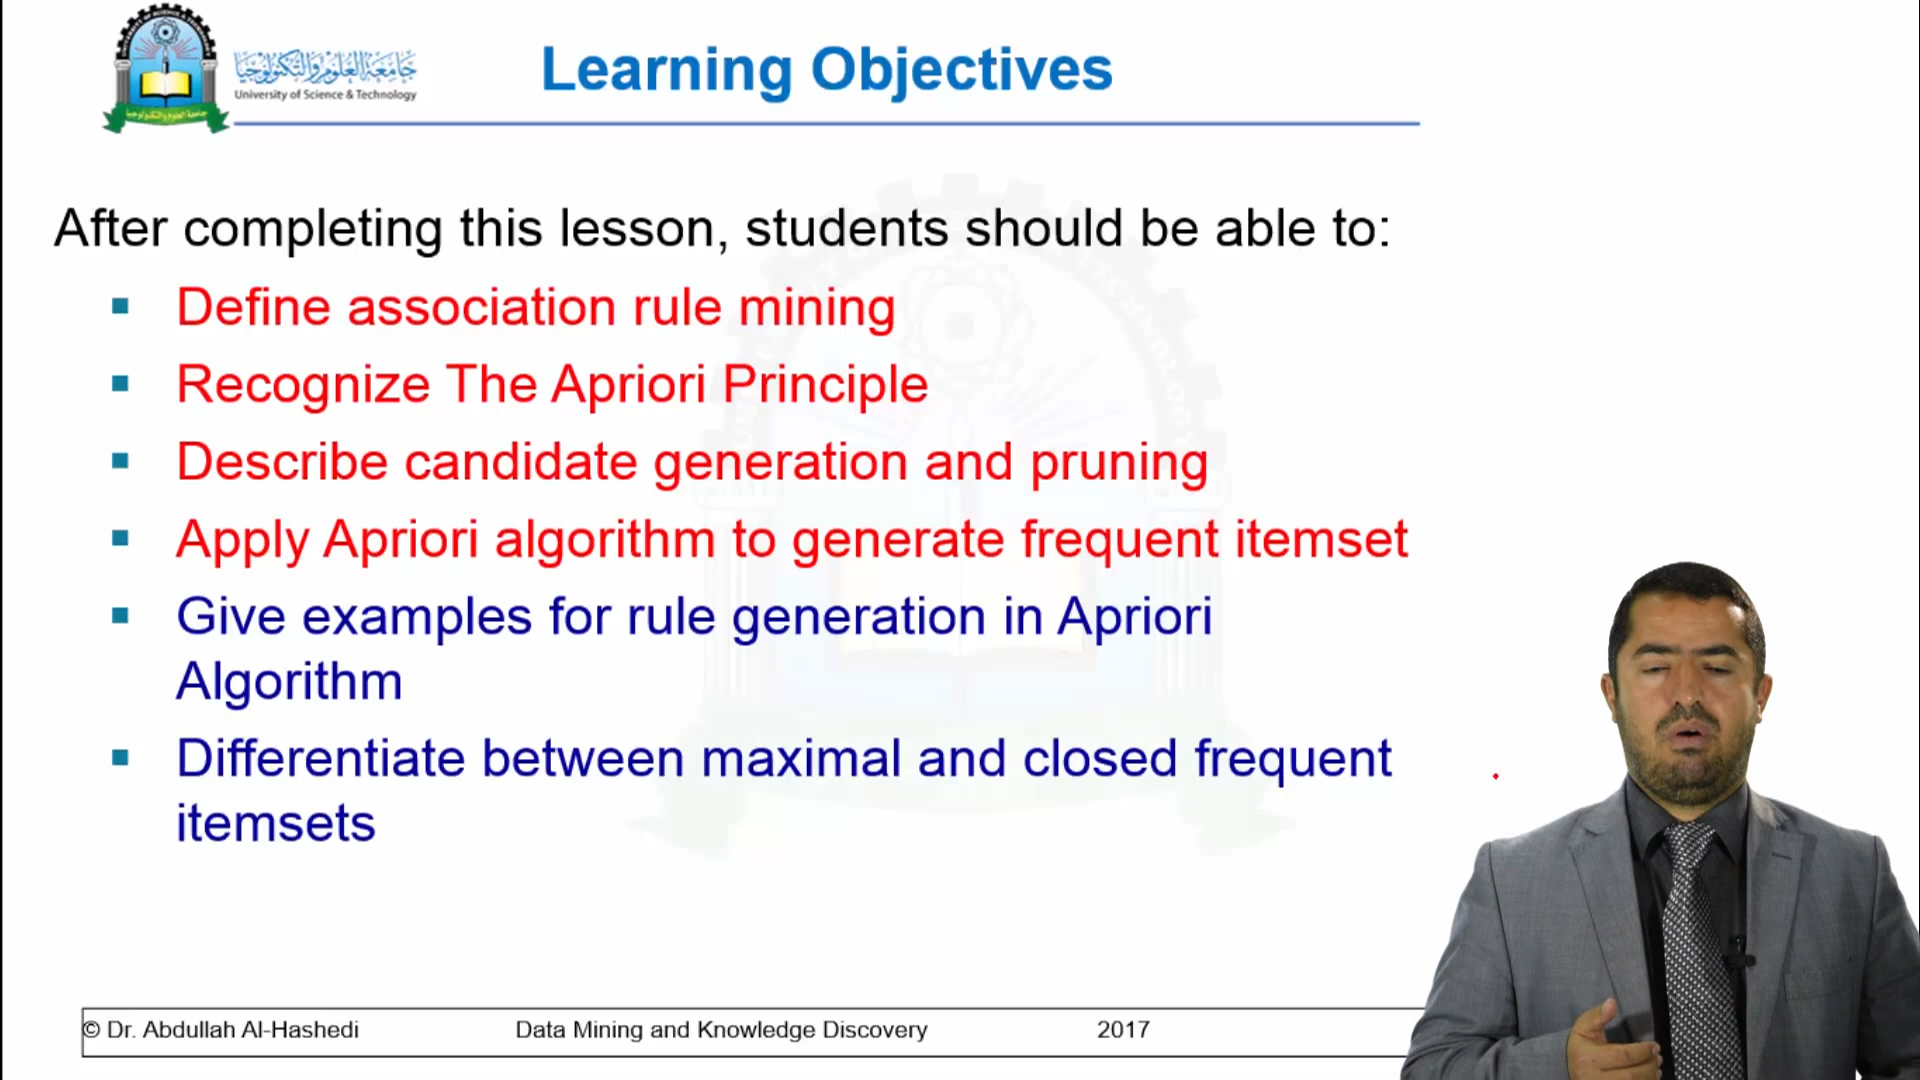 جامعة العلوم والتكنولوجيا
University of Science & Technology
جامعة العلوم والتكنولوجيا
Learning Objectives
After completing this lesson, students should be able to:
▪ Define association rule mining
▪ Recognize The Apriori Principle
▪ Describe candidate generation and pruning
▪ Apply Apriori algorithm to generate frequent itemset
▪ Give examples for rule generation in Apriori
Algorithm
▪ Differentiate between maximal and closed frequent
itemsets
© Dr. Abdullah Al-Hashedi Data Mining and Knowledge Discovery 2017